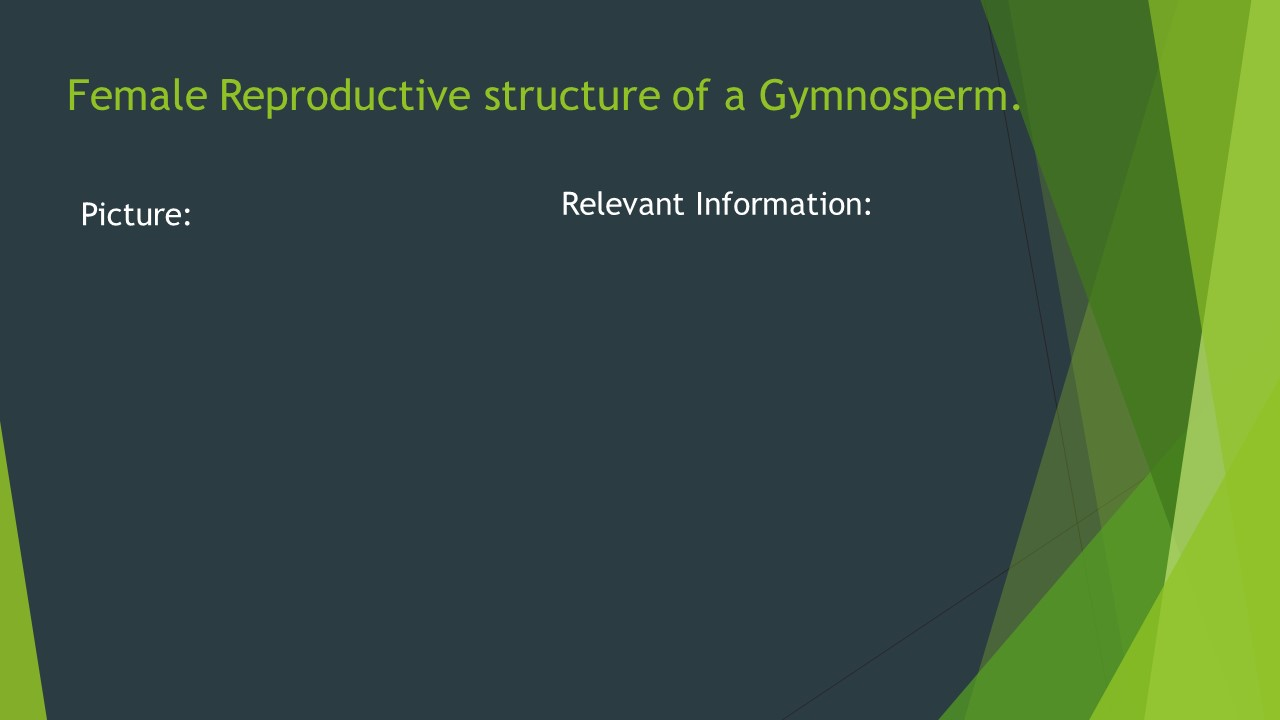 Female Reproductive structure of a Gymnosperm.
Picture:
Relevant Information: